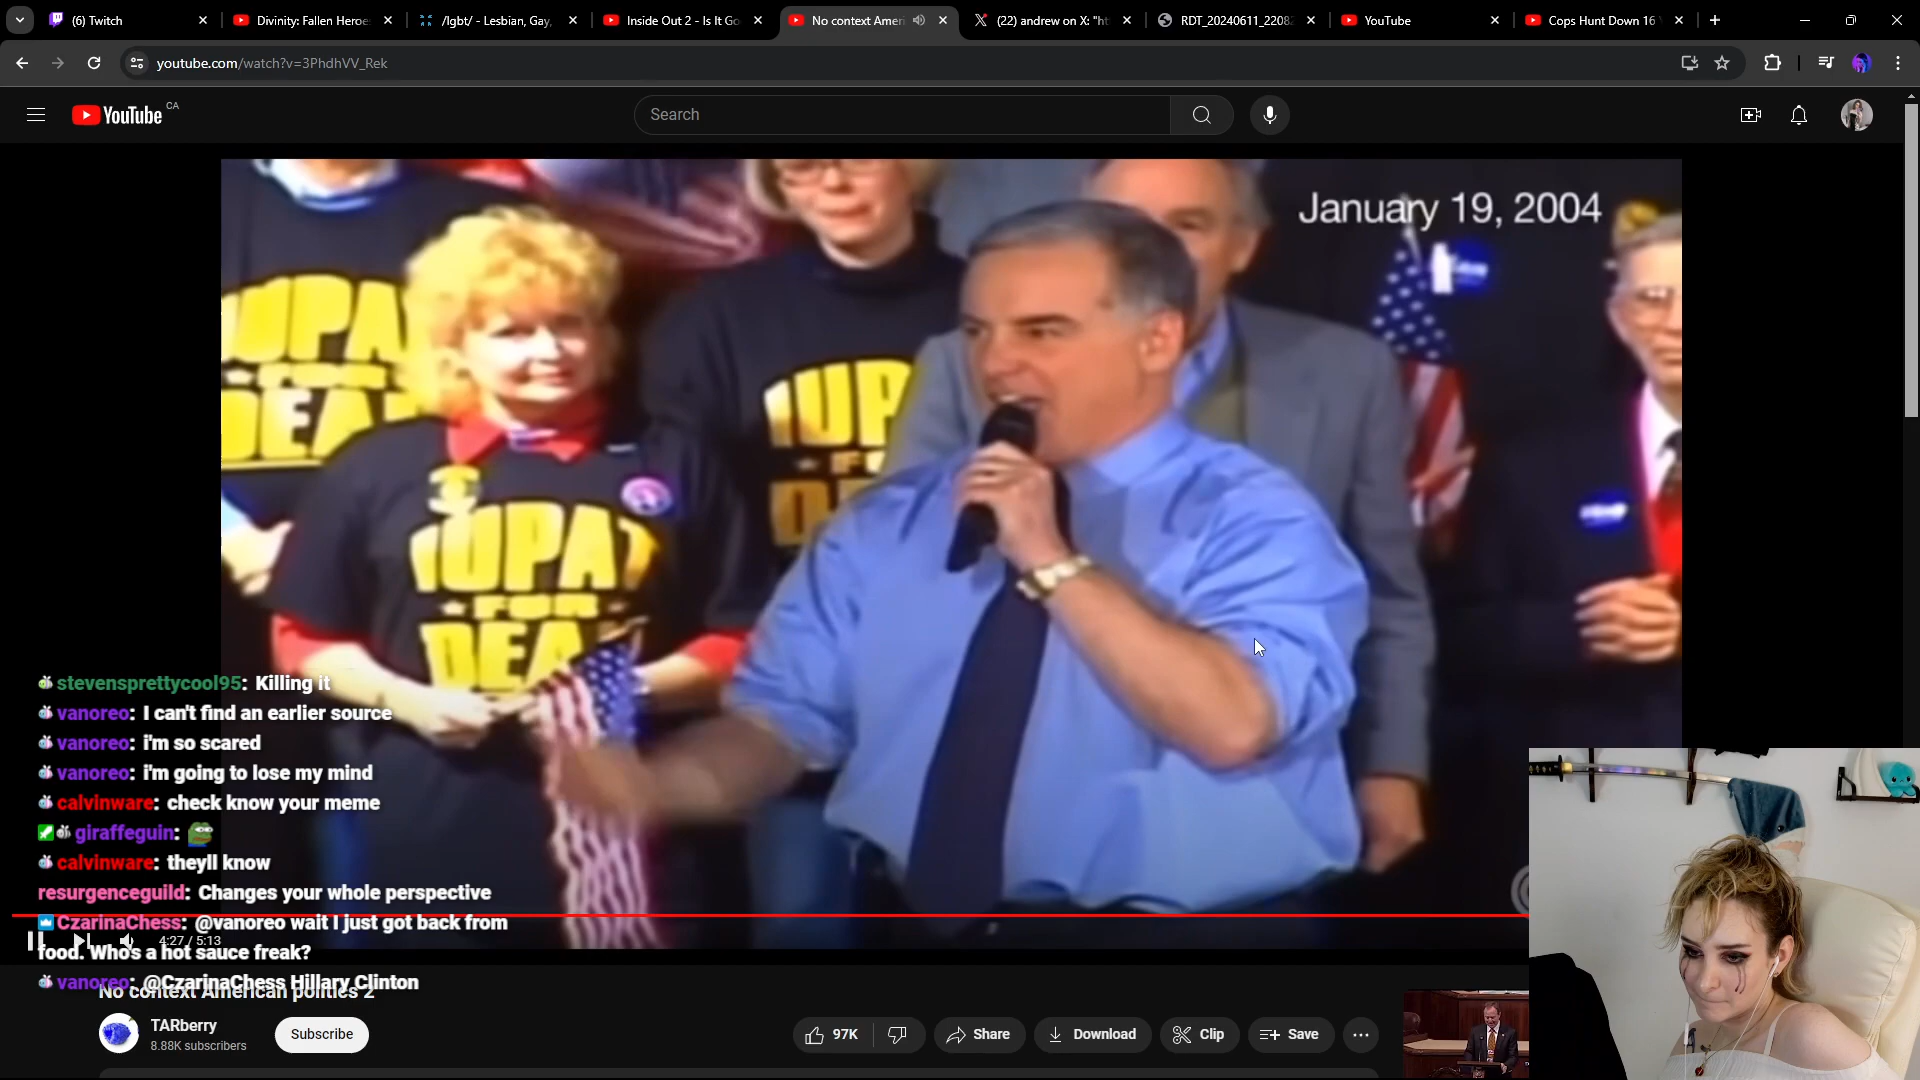 (6) Twitch
Divinity: Fallen Heroe
/lgbt/ - Lesbian, Gay,
Inside Out 2 - Is It Go
No context Ameri
(22) andrew on X: "ht
RDT_20240611_2208
YouTube
Cops Hunt Down 16
youtube.com/watch?v=3PhdhVV_Rek
YouTube CA
Search
January 19, 2004
IUPAT
FOR
DEA
stevensprettycool95: Killing it
vanoreo: I can't find an earlier source
vanoreo: i'm so scared
vanoreo: i'm going to lose my mind
calvinware: check know your meme
giraffeguin:
calvinware: theyll know
resurgenceguild: Changes your whole perspective
CzarinaChess: @vanoreo wait I just got back from
food. Who's a hot sauce freak?
vanoreo: @CzarinaChess Hillary Clinton
4:27 / 5:13
No context American politics 2
TARberry
8.88K subscribers
Subscribe
97K
Share
Download
Clip
Save